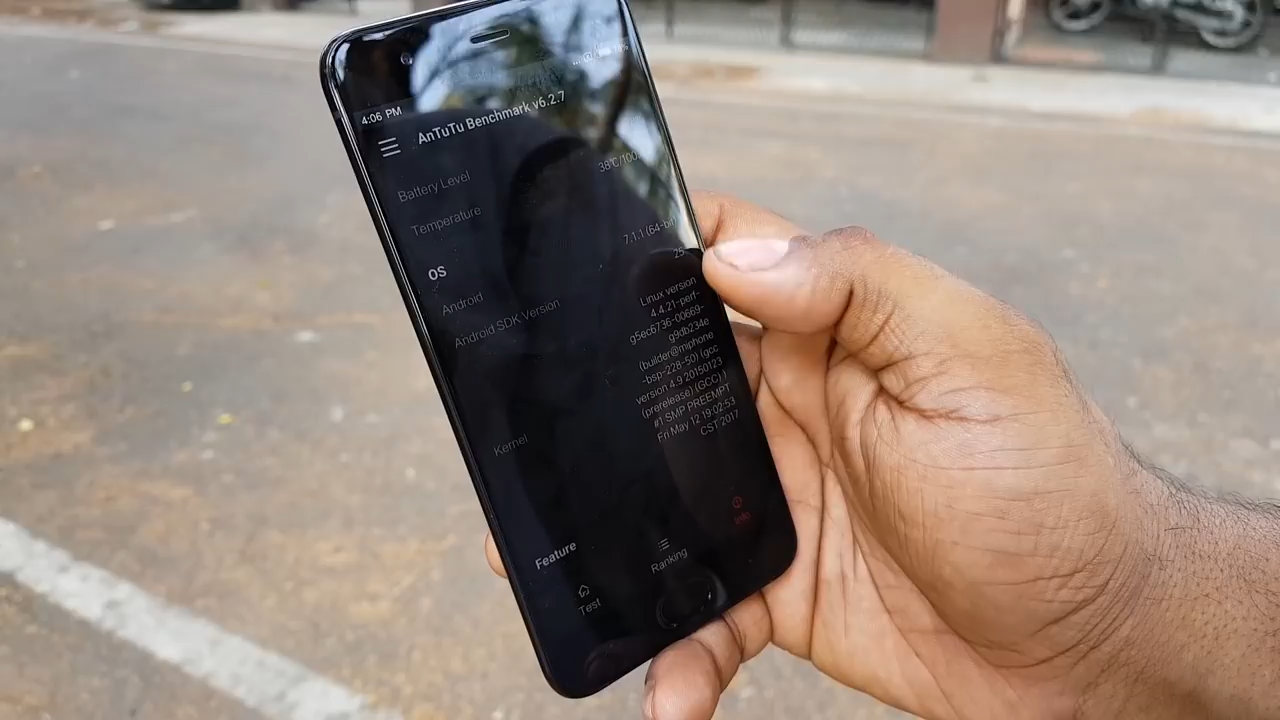 4:06 PM
AnTuTu Benchmark v6.2.7
Battery Level
38°C/100
Temperature
OS
Android
7.1.1 (64-bit)
Android SDK Version
25
Kernel
Linux version
4.4.21-perf-
g5ec6736-00669-
g9db234e
(builder@miphone
-bsp-228-50) (gcc
version 4.9 20150123
(prerelease) (GCC) )
#1 SMP PREEMPT
Fri May 12 19:02:53
CST 2017
Feature
Test
Ranking
Info